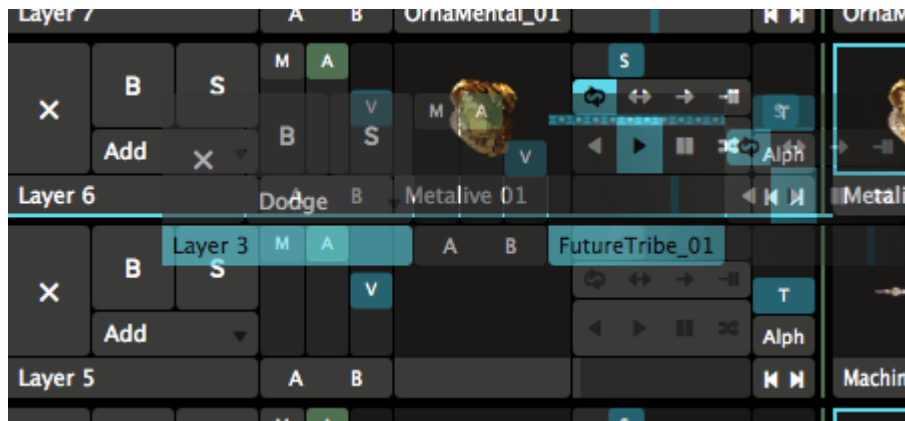 Layer 7 A B OrnaMental_01 Orna
M A S
B S V M A T
B S
Add V Alph
Layer 6 Dodge A B Metalive 01 Metali
Layer 3 M A A B FutureTribe_01
B S V T
Add Alph
Layer 5 A B Machin
M A S